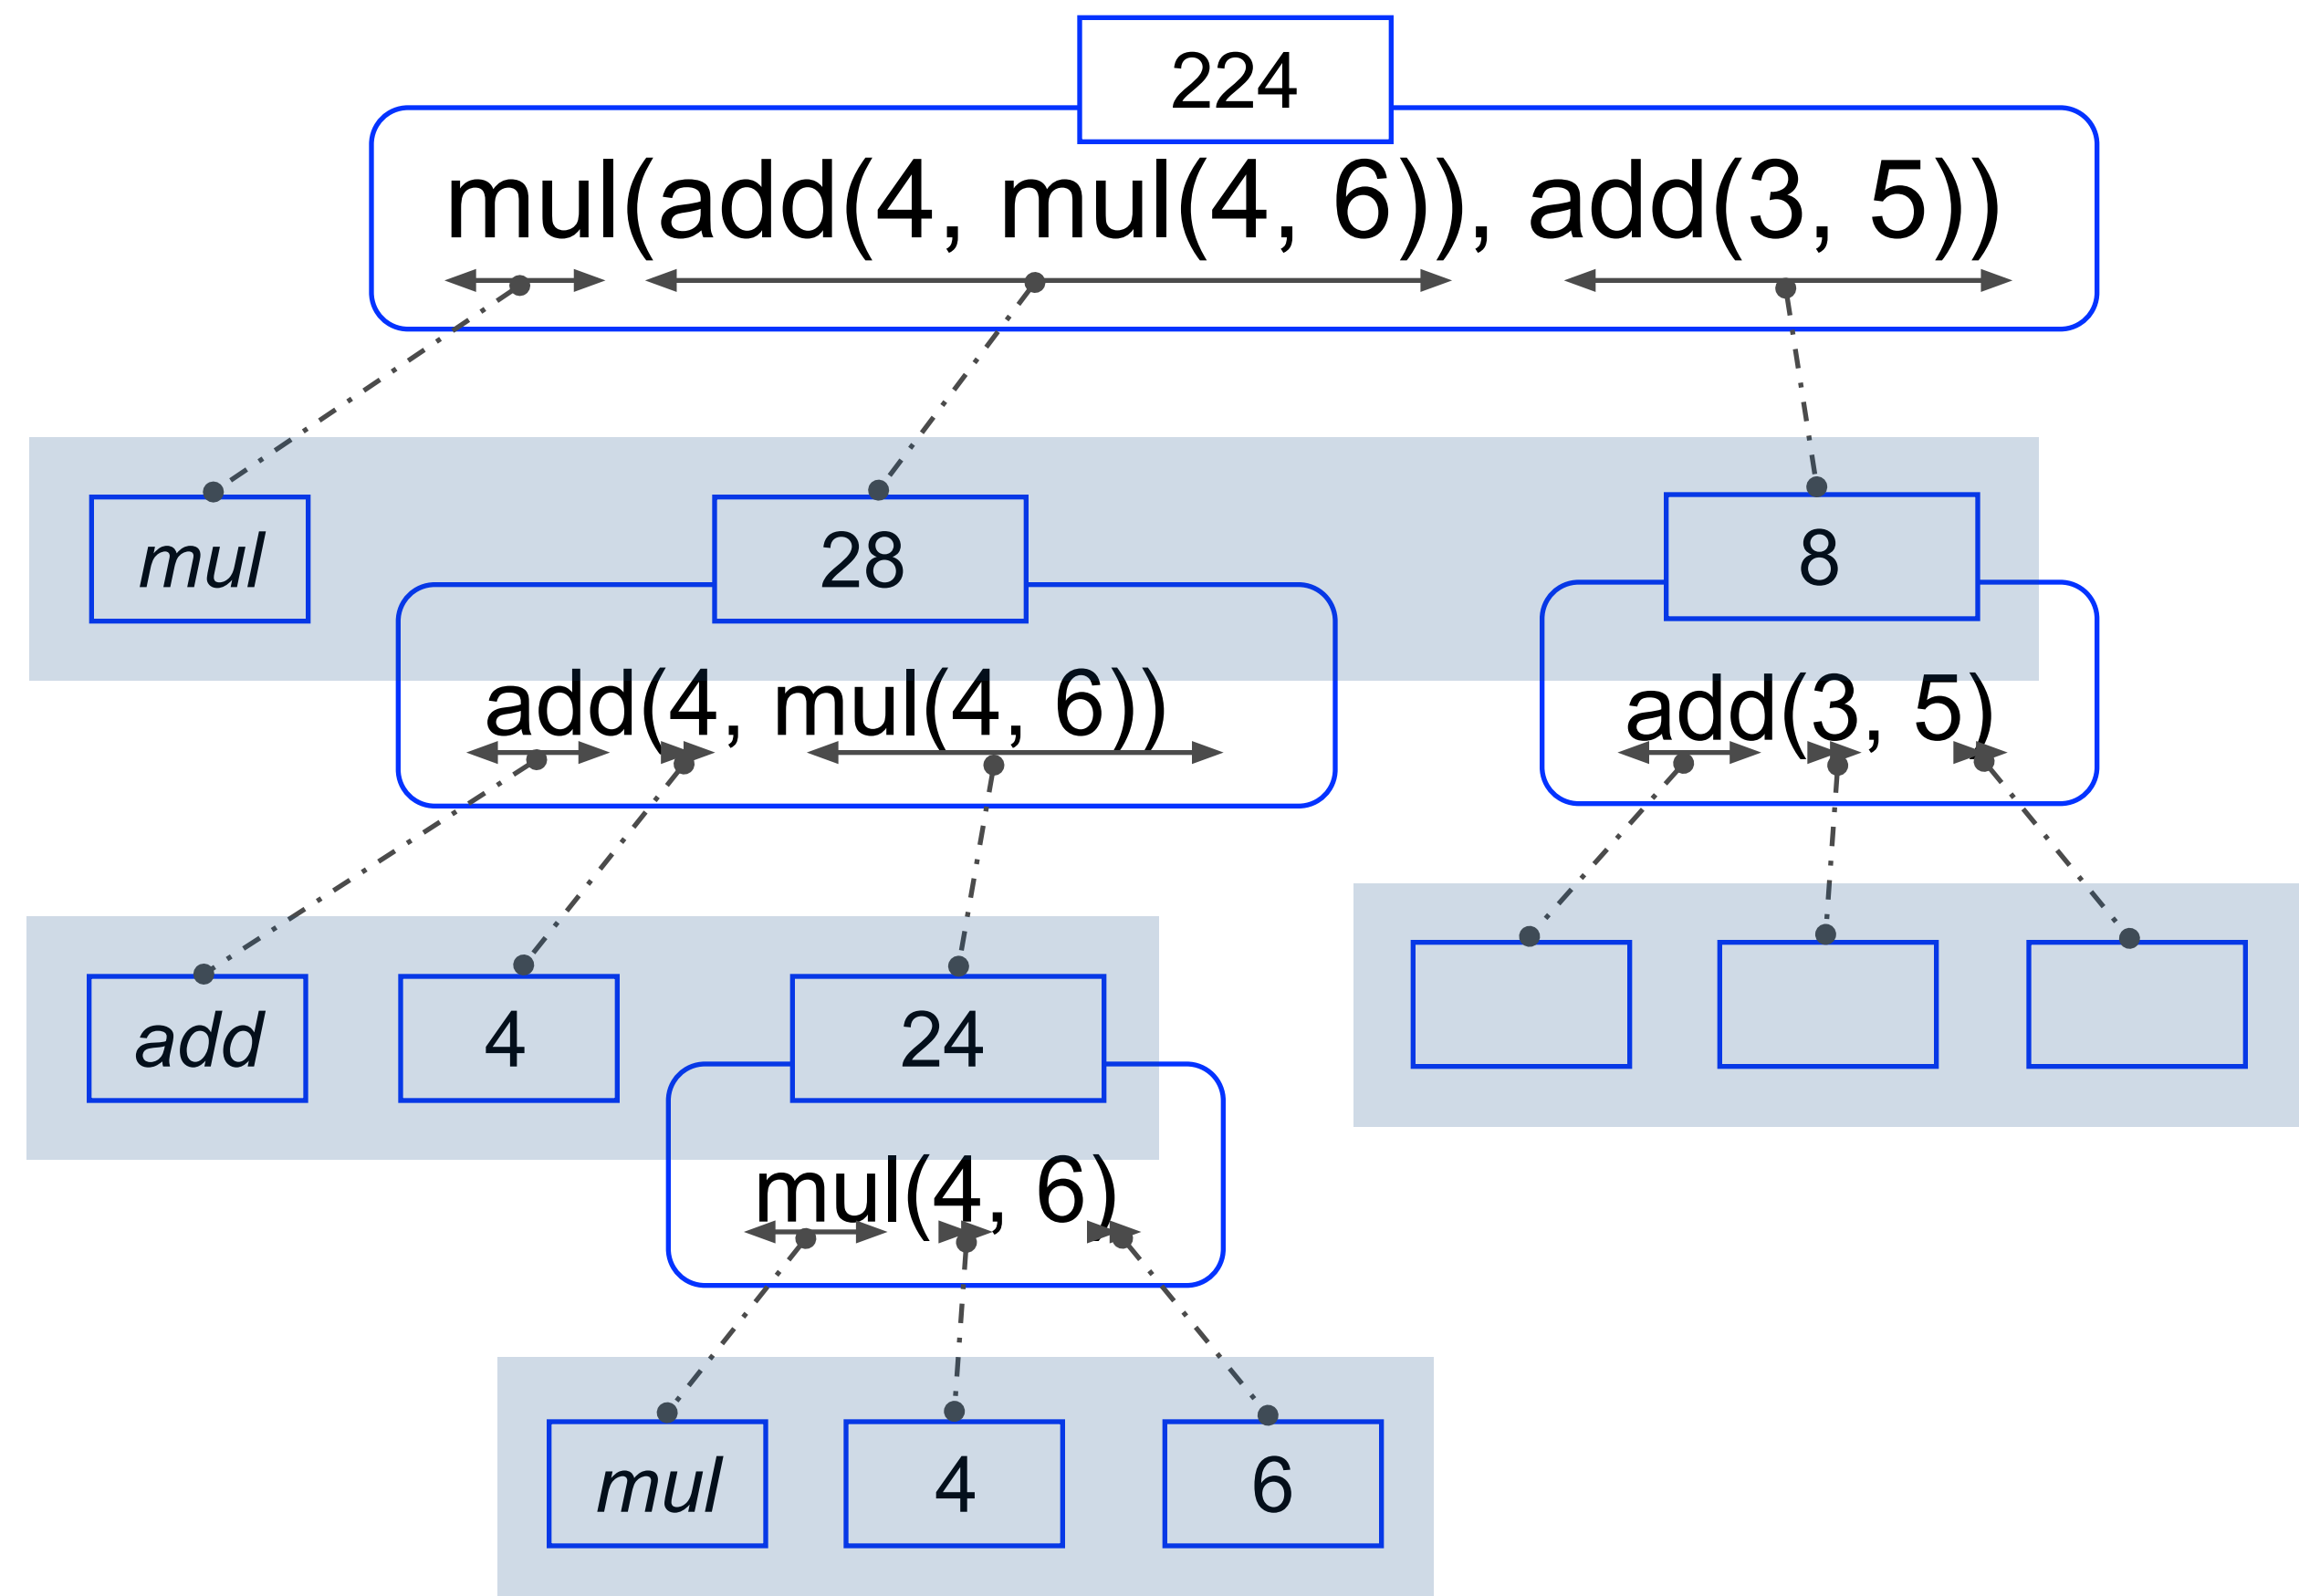 224
mul(add(4, mul(4, 6)), add(3, 5))
mul
28
8
add(4, mul(4, 6))
add(3, 5)
add
4
24
mul(4, 6)
mul
4
6